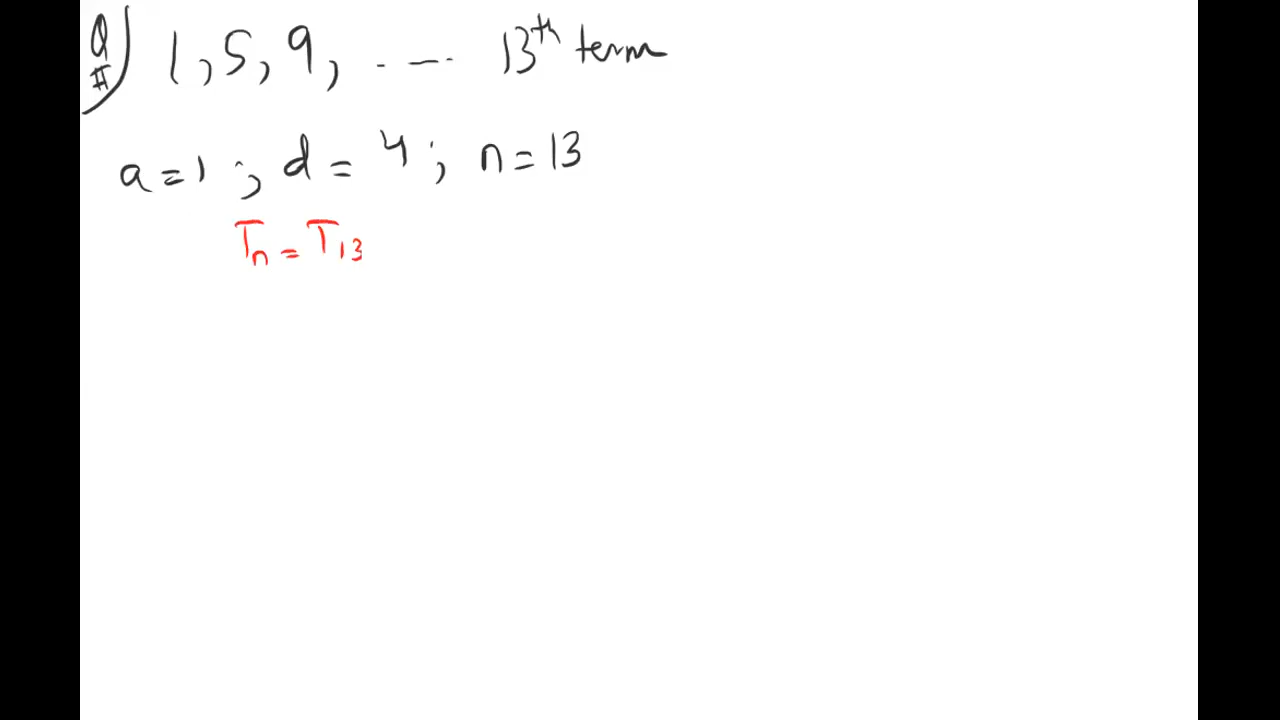 Q# 1, 5, 9, ..... 13th term
a = 1 ; d = 4 ; n = 13
Tn = T13